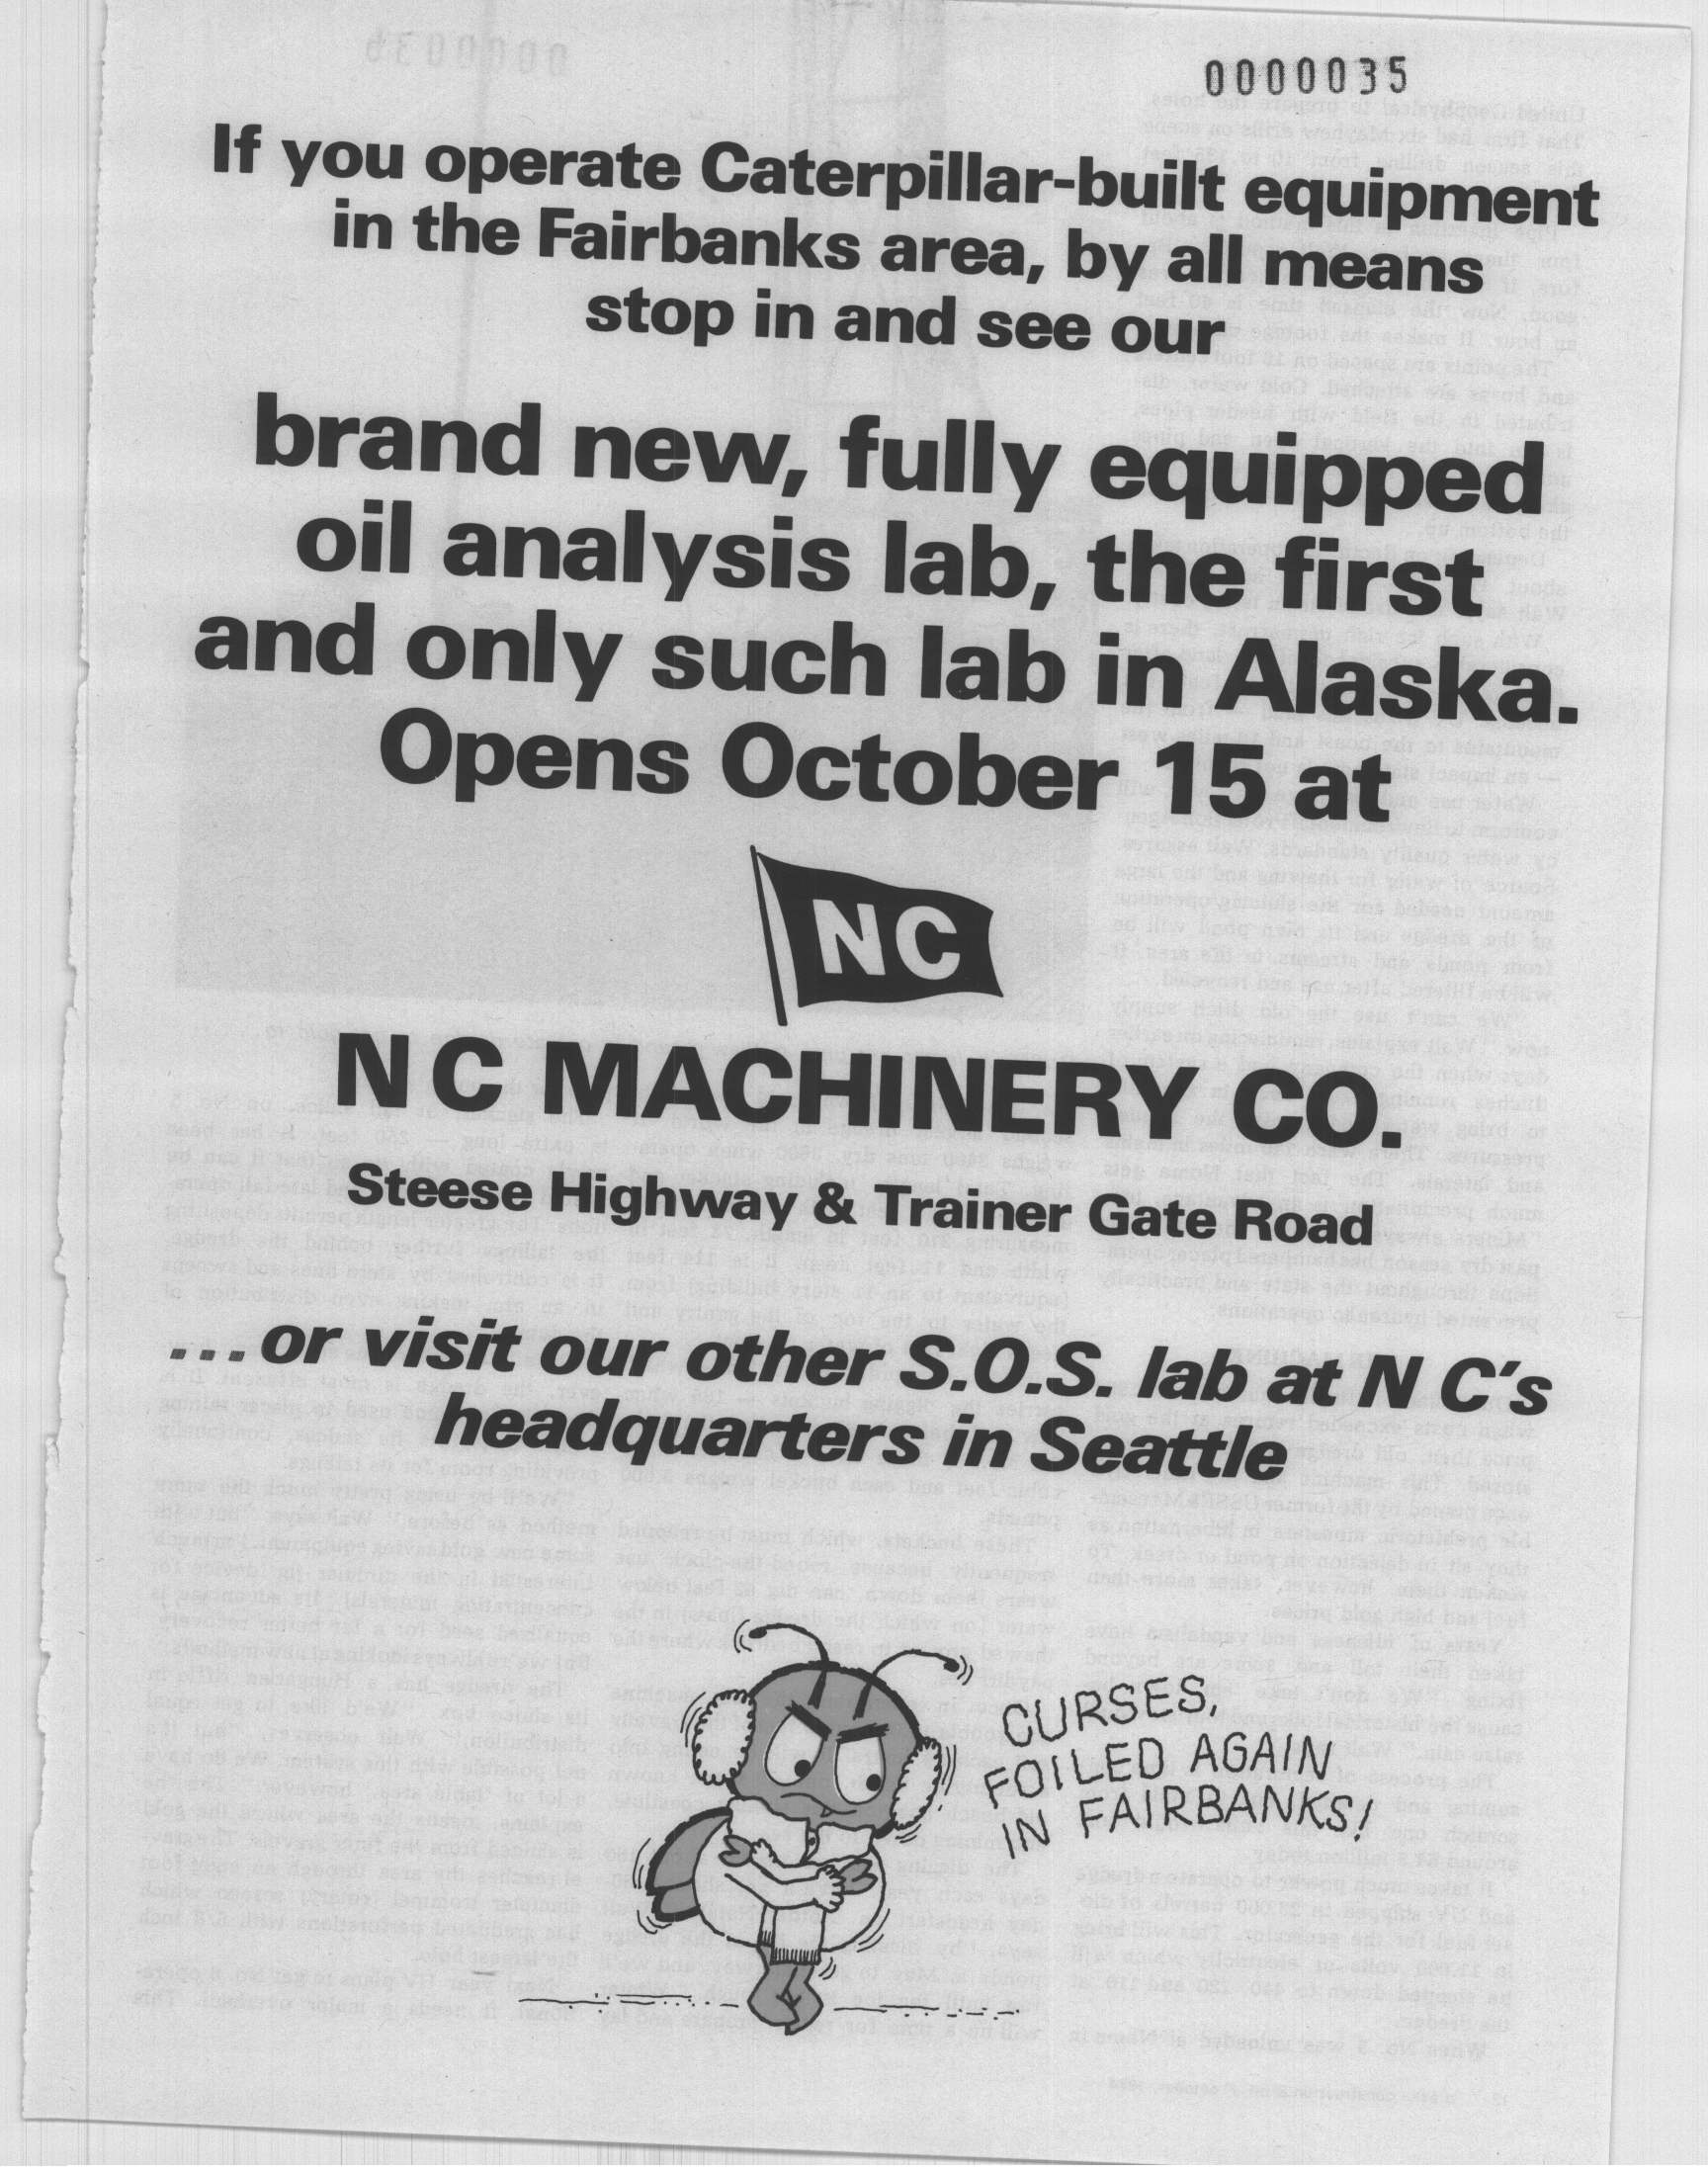 0000035
If you operate Caterpillar-built equipment
in the Fairbanks area, by all means
stop in and see our
brand new, fully equipped
oil analysis lab, the first
and only such lab in Alaska.
Opens October 15 at
NC
N C MACHINERY CO.
Steese Highway & Trainer Gate Road
...or visit our other S.O.S. lab at N C's
headquarters in Seattle
CURSES,
FOILED AGAIN
IN FAIRBANKS!